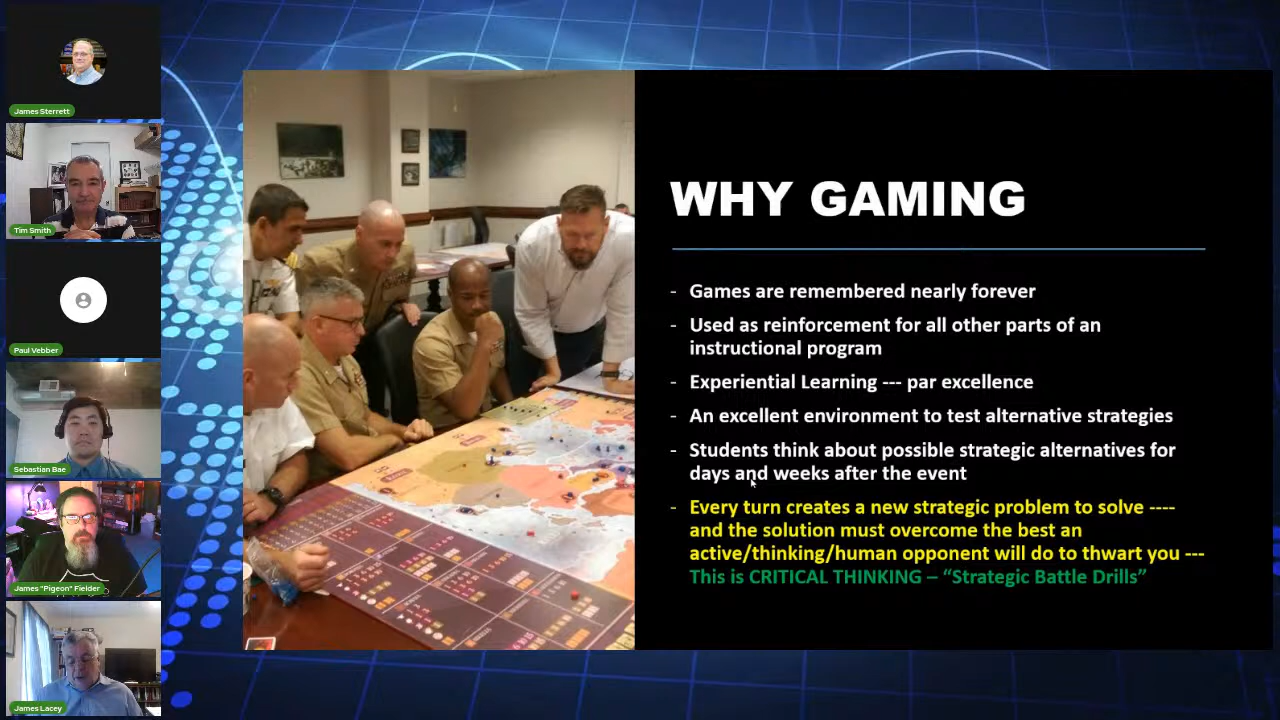 James Sterrett
Tim Smith
Paul Vebber
Sebastian Bae
James "Pigeon" Fielder
James Lacey
WHY GAMING
- Games are remembered nearly forever
- Used as reinforcement for all other parts of an
instructional program
- Experiential Learning --- par excellence
- An excellent environment to test alternative strategies
- Students think about possible strategic alternatives for
days and weeks after the event
- Every turn creates a new strategic problem to solve ----
and the solution must overcome the best an
active/thinking/human opponent will do to thwart you ---
This is CRITICAL THINKING – “Strategic Battle Drills”